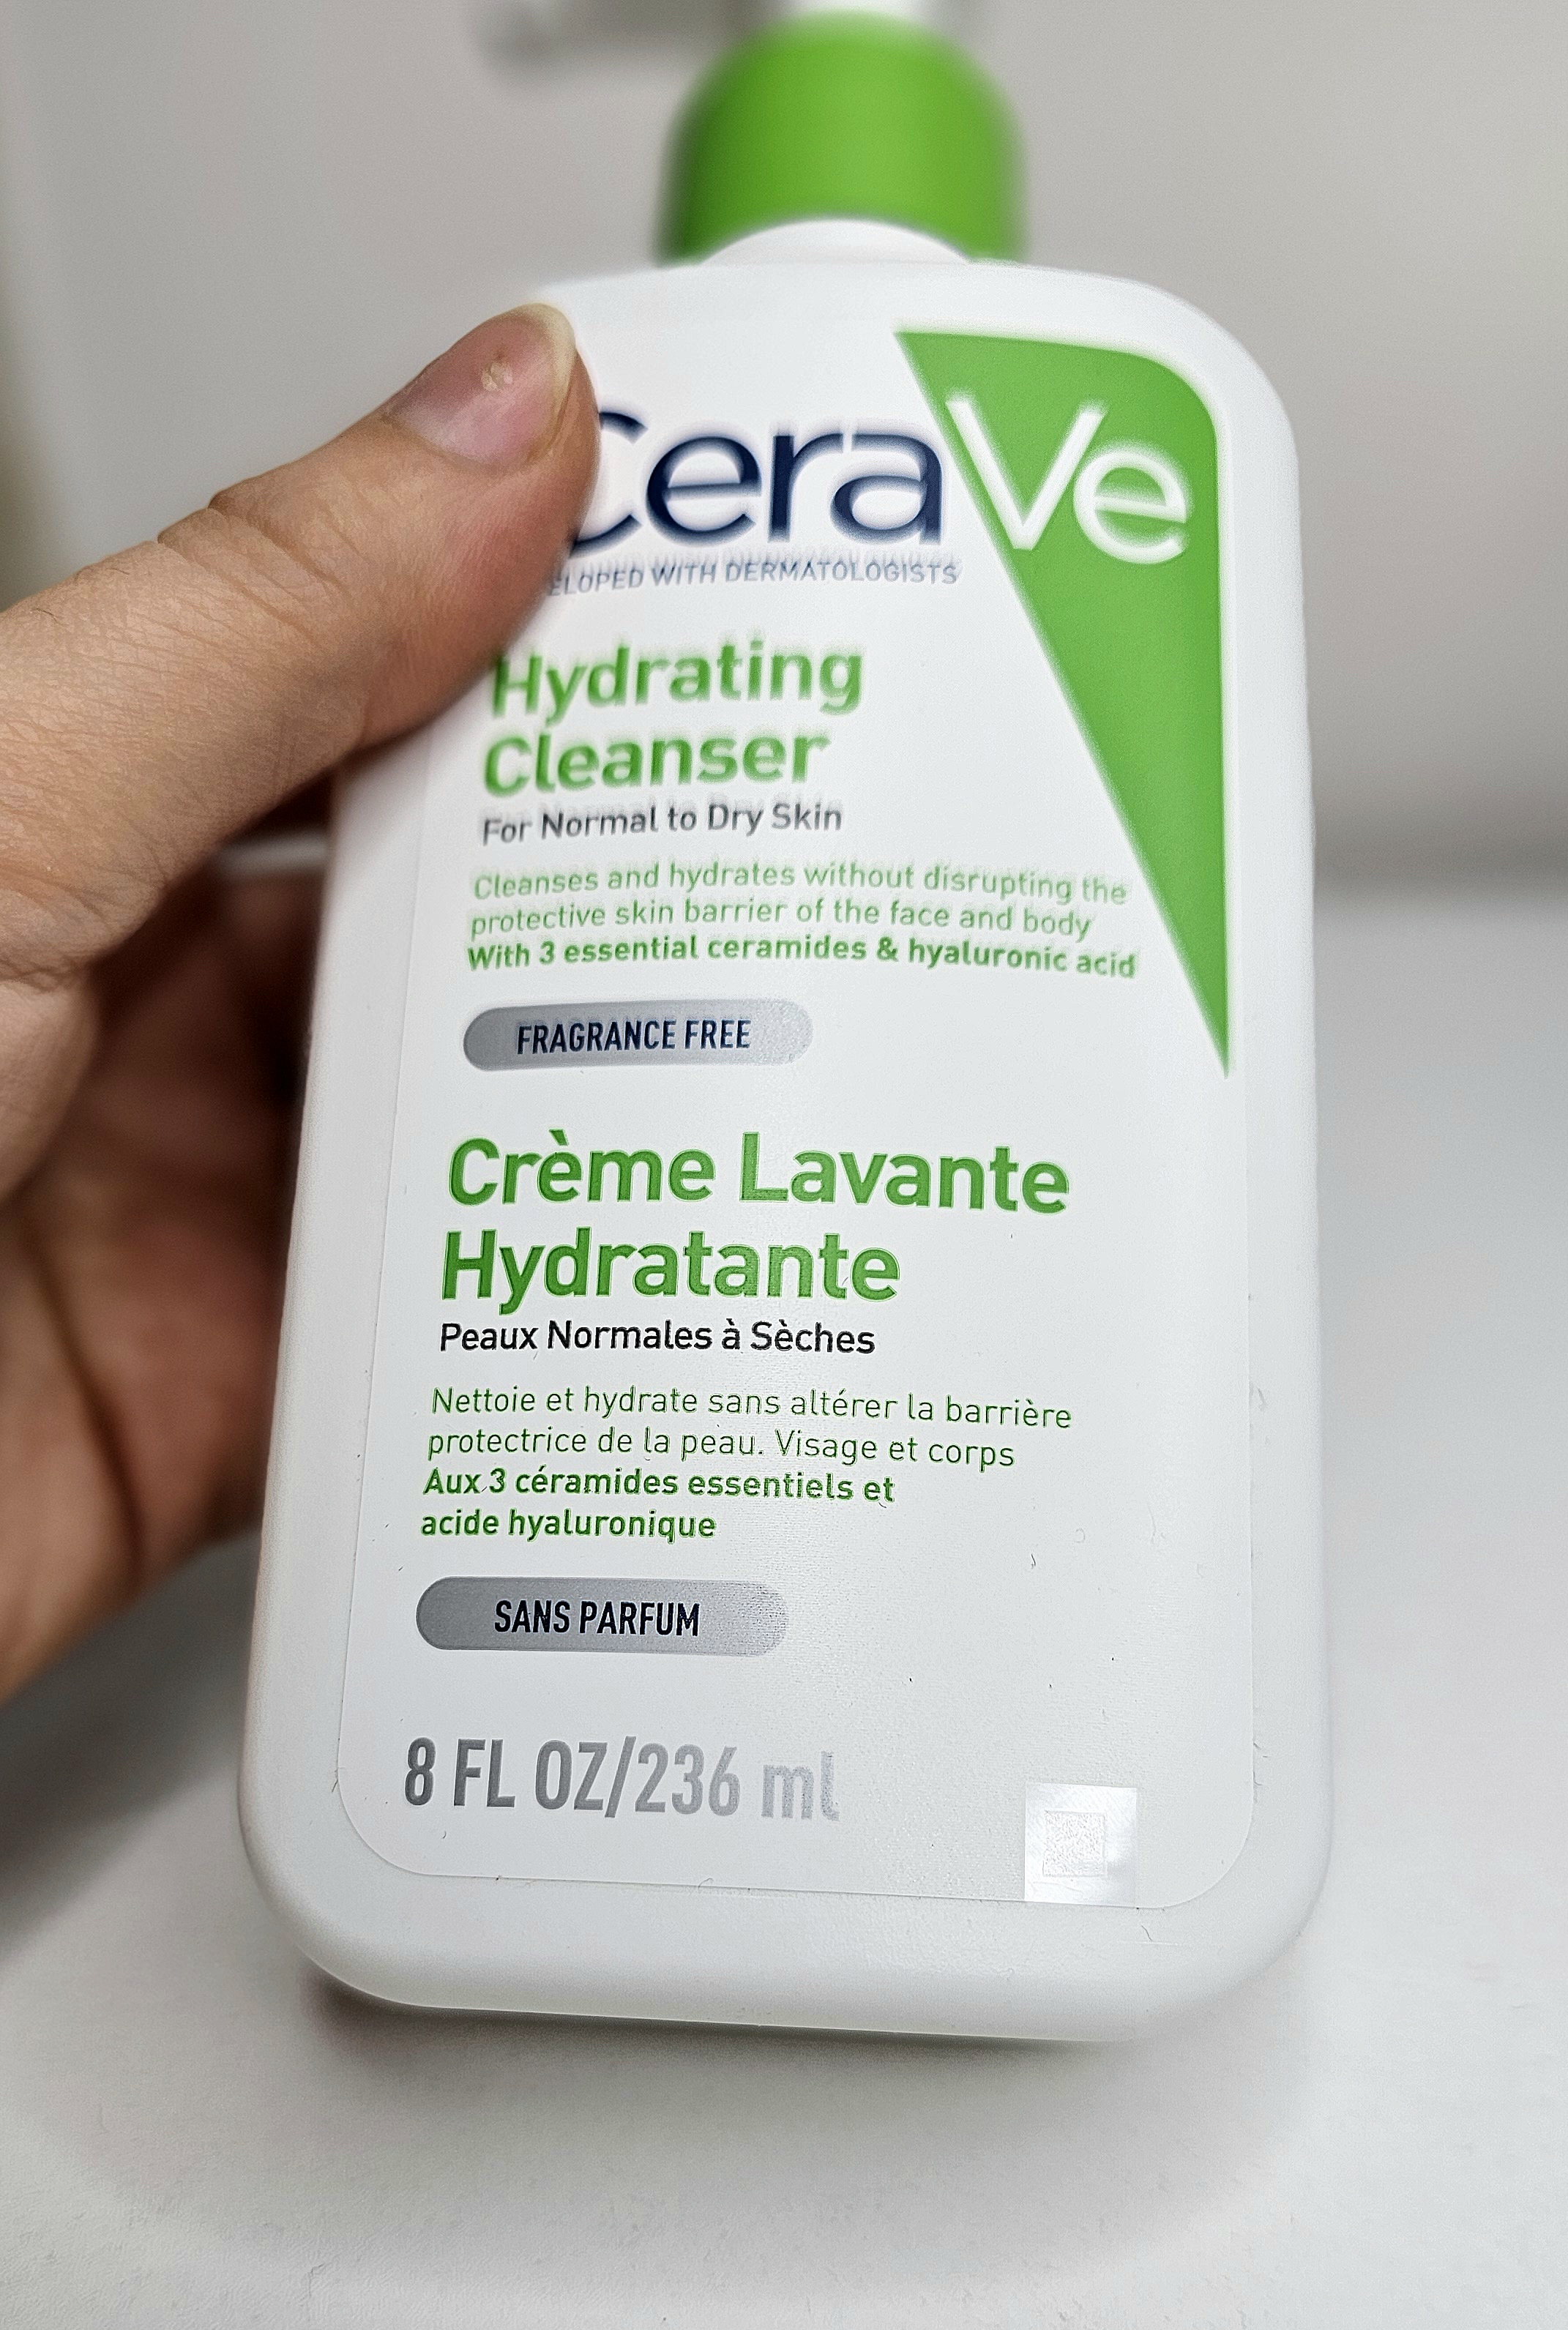 CeraVe
ELOPED WITH DERMATOLOGISTS
Hydrating
Cleanser
For Normal to Dry Skin
Cleanses and hydrates without disrupting the
protective skin barrier of the face and body
With 3 essential ceramides & hyaluronic acid
FRAGRANCE FREE
Crème Lavante
Hydratante
Peaux Normales à Sèches
Nettoie et hydrate sans altérer la barrière
protectrice de la peau. Visage et corps
Aux 3 céramides essentiels et
acide hyaluronique
SANS PARFUM
8 FL OZ/236 ml